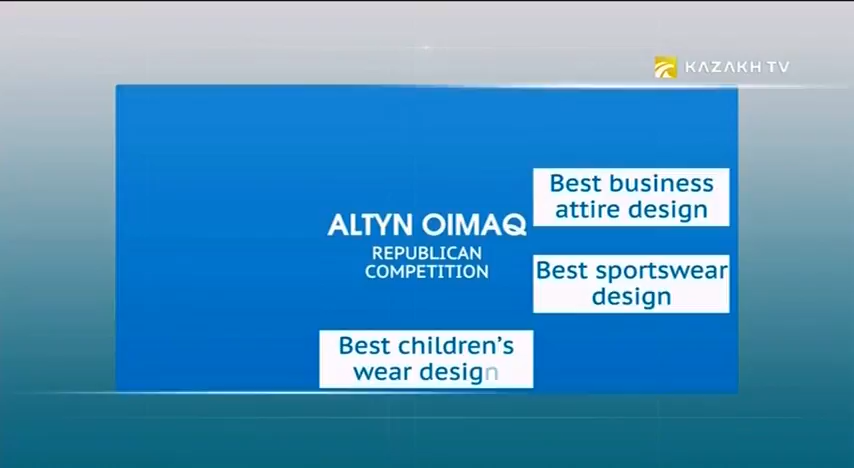 KAZAKH TV
Best business
attire design
ALTYN OIMAQ
REPUBLICAN
COMPETITION
Best sportswear
design
Best children's
wear design